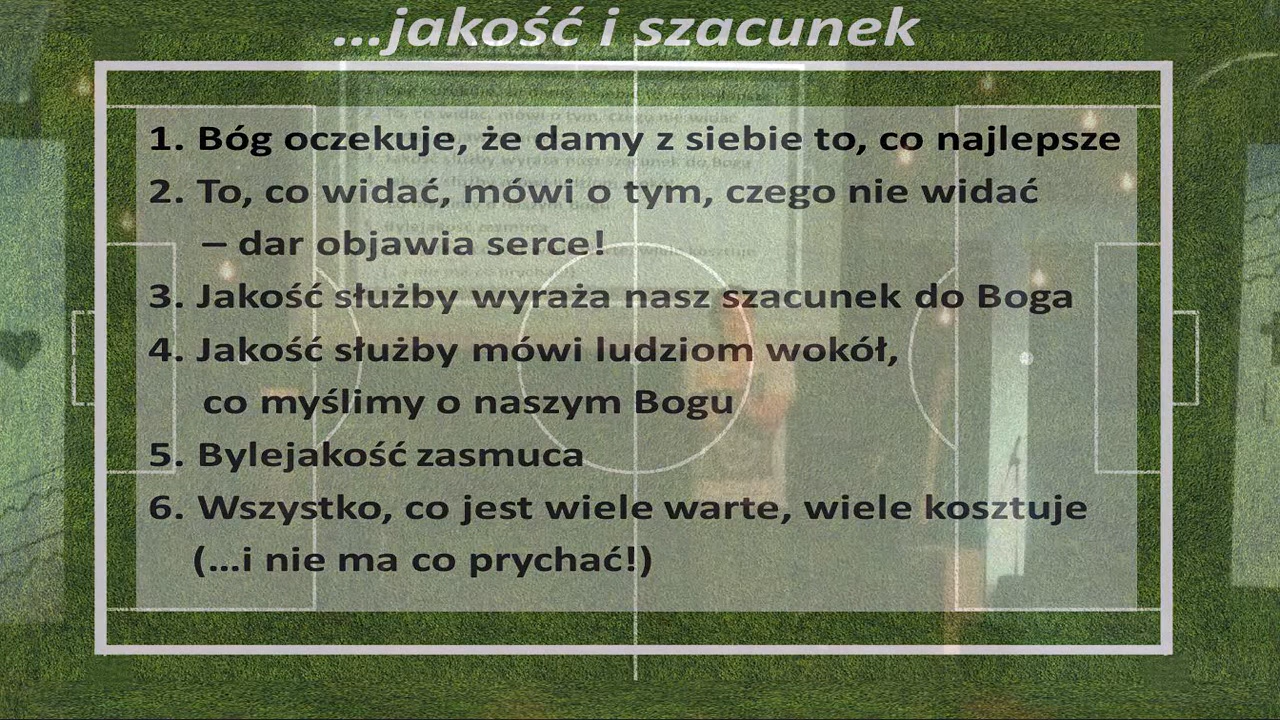 ...jakość i szacunek
1. Bóg oczekuje, że damy z siebie to, co najlepsze
2. To, co widać, mówi o tym, czego nie widać
– dar objawia serce!
3. Jakość służby wyraża nasz szacunek do Boga
4. Jakość służby mówi ludziom wokół,
co myślimy o naszym Bogu
5. Bylejakość zasmuca
6. Wszystko, co jest wiele warte, wiele kosztuje
(...i nie ma co prychać!)